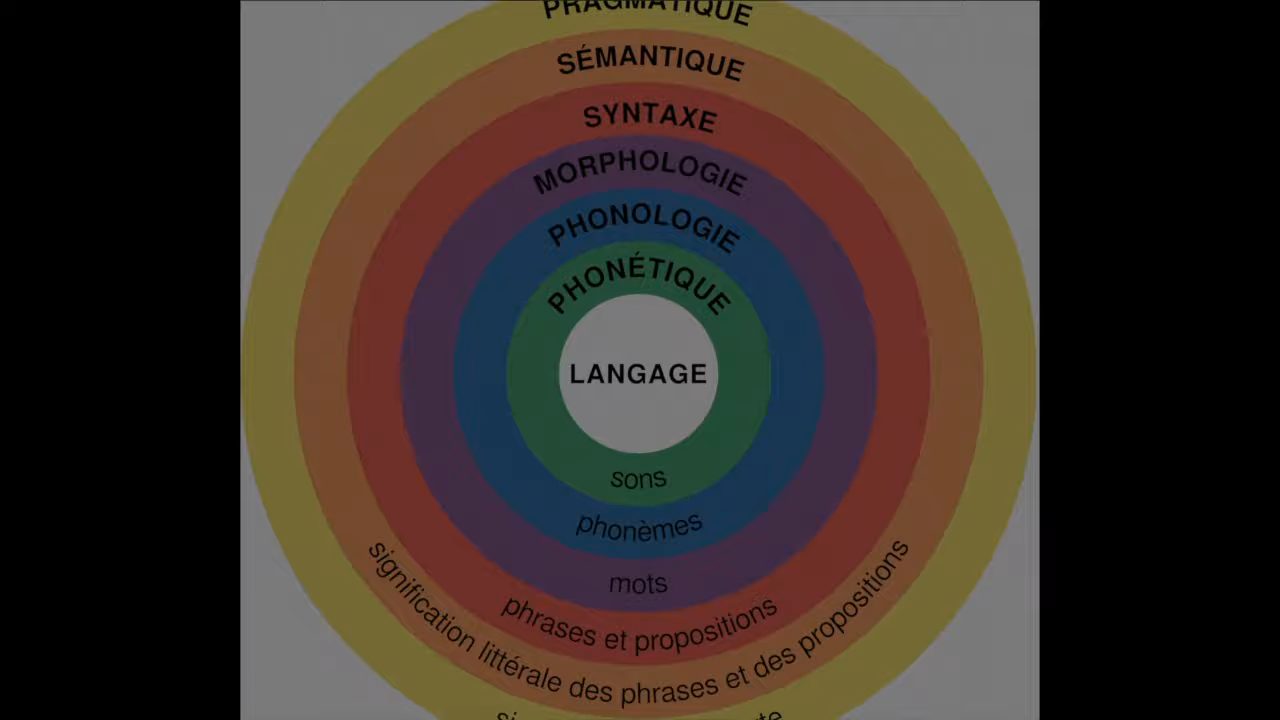 PRAGMATIQUE
SÉMANTIQUE
SYNTAXE
MORPHOLOGIE
PHONOLOGIE
PHONÉTIQUE
LANGAGE
sons
phonèmes
mots
phrases et propositions
signification littérale des phrases et des propositions